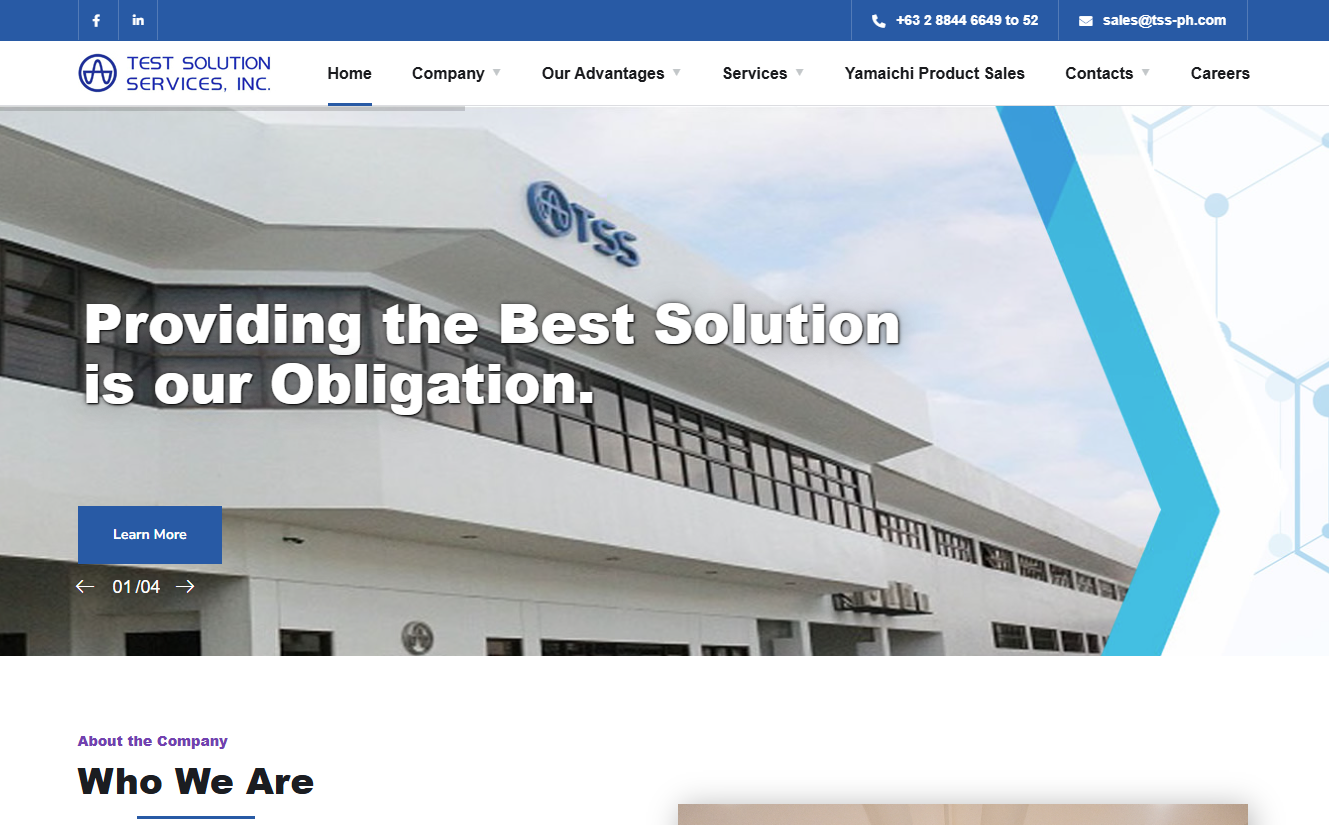 +63 2 8844 6649 to 52
sales@tss-ph.com
TEST SOLUTION
SERVICES, INC.
Home
Company
Our Advantages
Services
Yamaichi Product Sales
Contacts
Careers
TSS
Providing the Best Solution
is our Obligation.
Learn More
01/04
About the Company
Who We Are